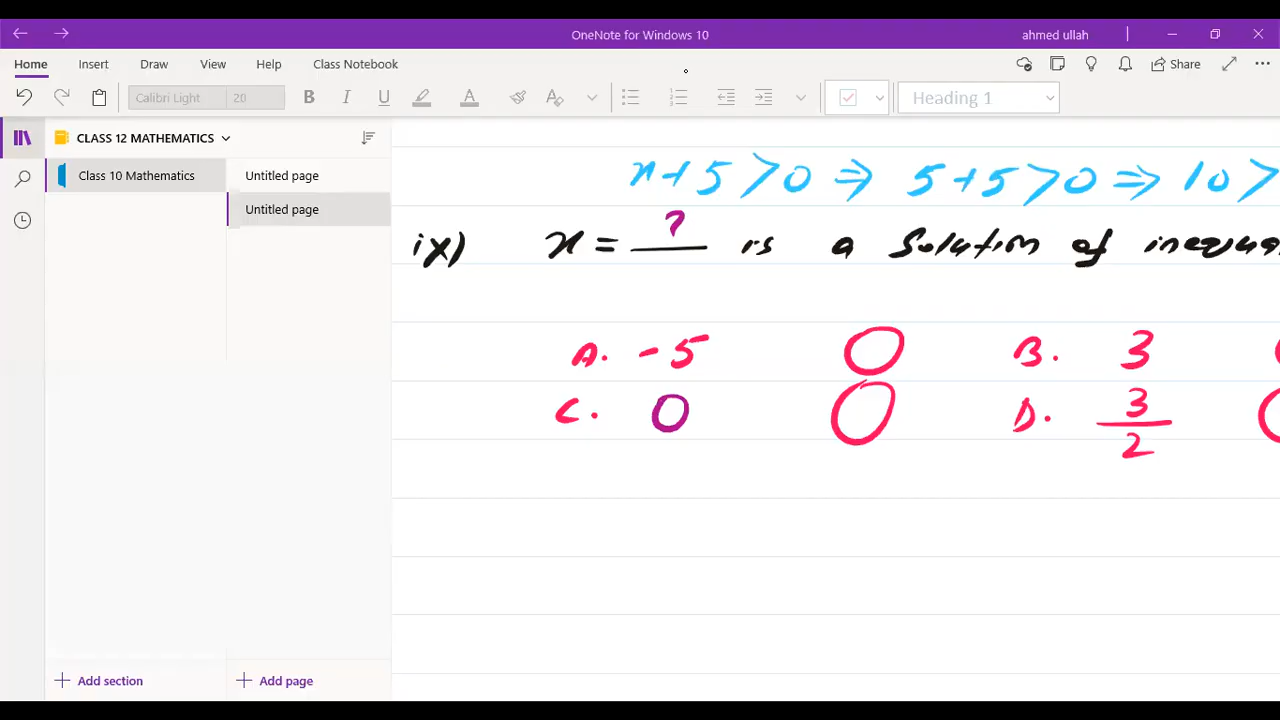 OneNote for Windows 10
ahmed ullah
Home Insert Draw View Help Class Notebook
Share
Calibri Light 20 B I U A Heading 1
CLASS 12 MATHEMATICS
Class 10 Mathematics
Untitled page
Untitled page
x+5>0 ⇒ 5+5>0 ⇒ 10>
ix) x = ? is a solution of inequa
A. -5 B. 3
C. 0 D. 3/2
+ Add section
+ Add page